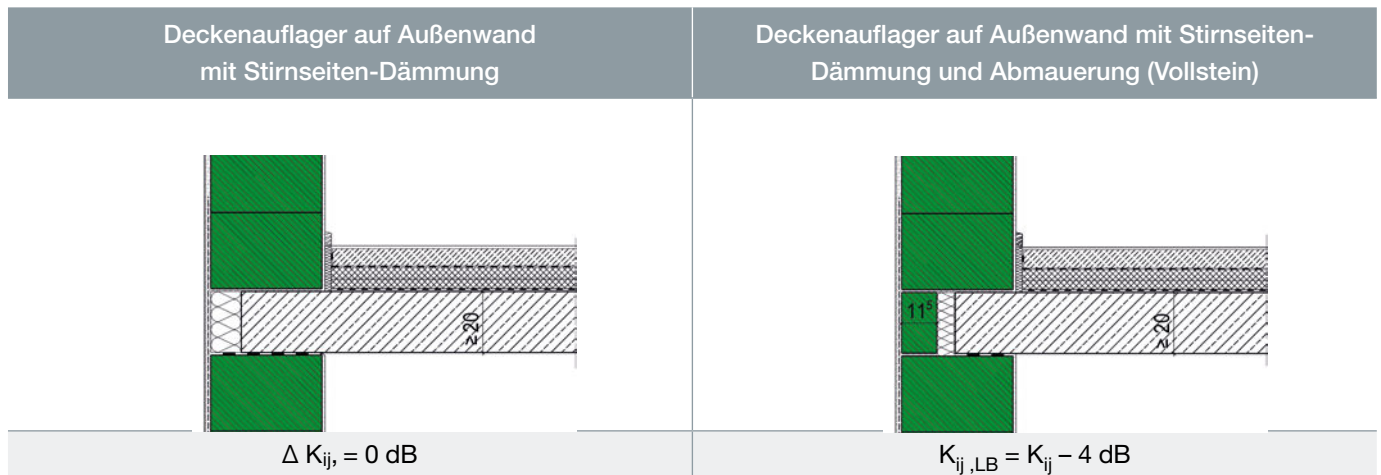 Deckenauflager auf Außenwand
mit Stirnseiten-Dämmung
Deckenauflager auf Außenwand mit Stirnseiten-
Dämmung und Abmauerung (Vollstein)
≥20
11⁵
≥20
Δ Kij, = 0 dB
Kij ,LB = Kij – 4 dB